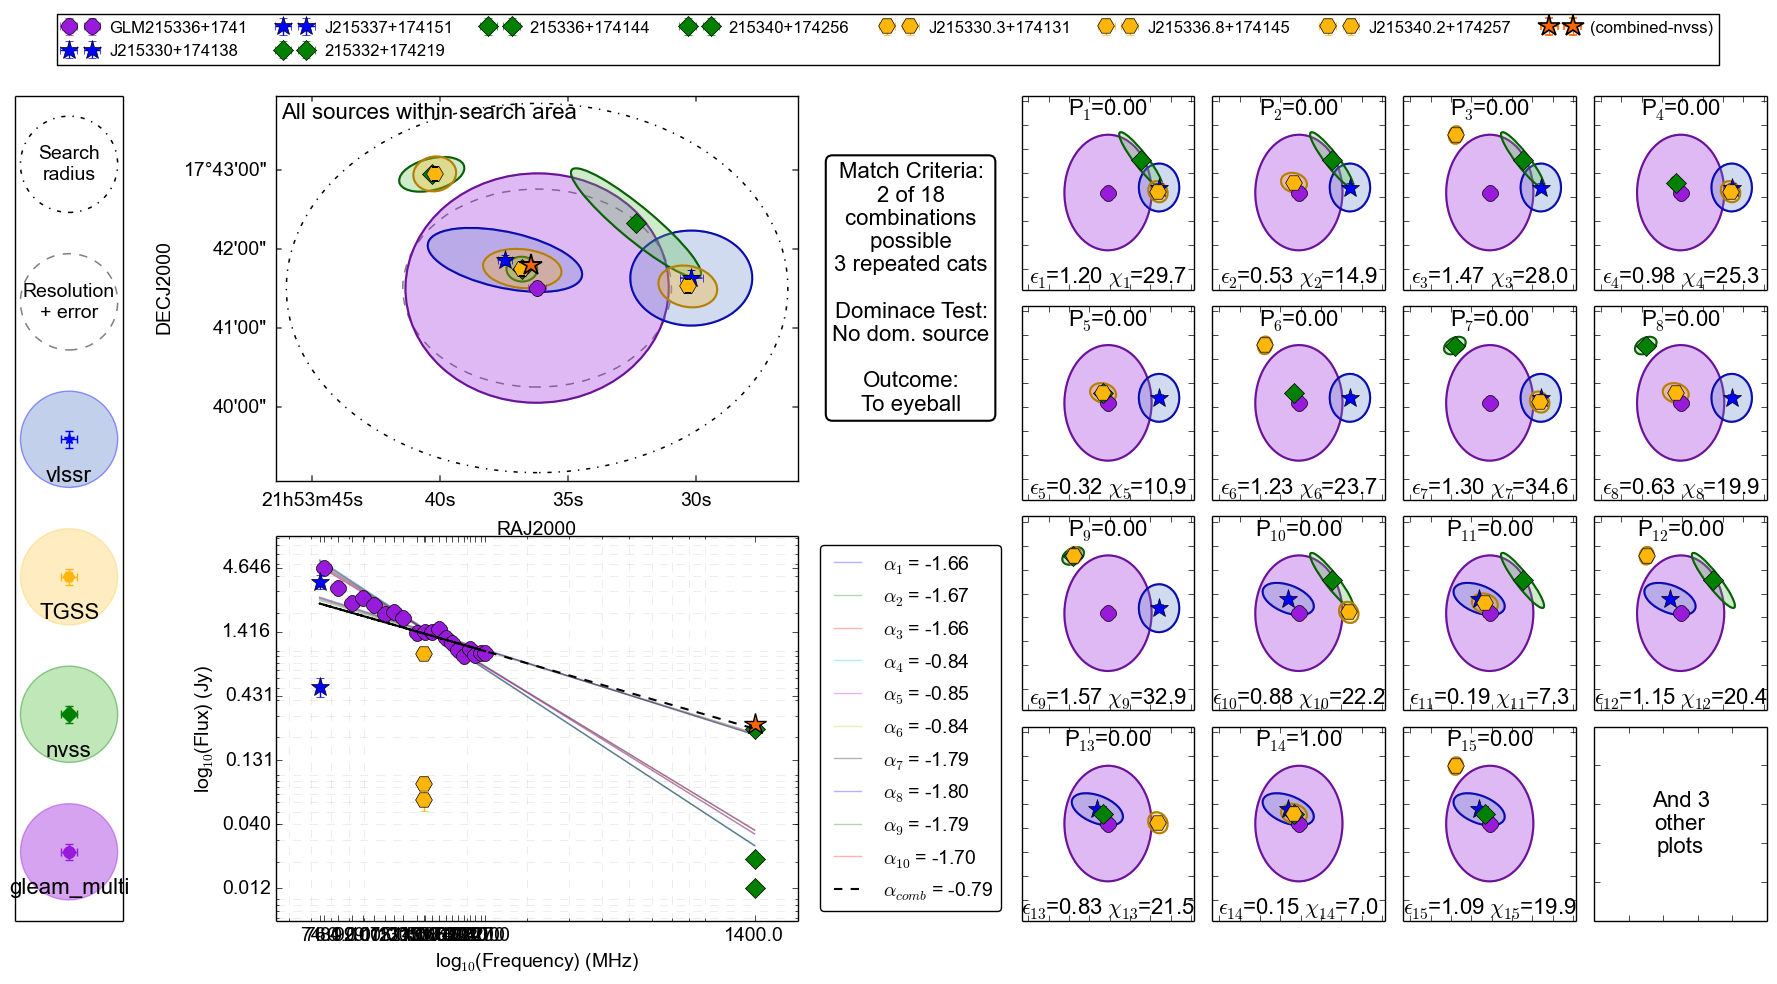 GLM215336+1741 J215337+174151 215336+174144 215340+174256 J215330.3+174131 J215336.8+174145 J215340.2+174257 (combined-nvss)
J215330+174138 215332+174219
Search
radius
Resolution
+ error
vlssr
TGSS
nvss
gleam_multi
All sources within search area
DECJ2000
17°43'00"
42'00"
41'00"
40'00"
21h53m45s 40s 35s 30s
RAJ2000
Match Criteria:
2 of 18
combinations
possible
3 repeated cats
Dominace Test:
No dom. source
Outcome:
To eyeball
log10(Flux) (Jy)
4.646
1.416
0.431
0.131
0.040
0.012
1400.0
log10(Frequency) (MHz)
α1 = -1.66
α2 = -1.67
α3 = -1.66
α4 = -0.84
α5 = -0.85
α6 = -0.84
α7 = -1.79
α8 = -1.80
α9 = -1.79
α10 = -1.70
αcomb = -0.79
P1=0.00 P2=0.00 P3=0.00 P4=0.00
ϵ1=1.20 χ1=29.7 ϵ2=0.53 χ2=14.9 ϵ3=1.47 χ3=28.0 ϵ4=0.98 χ4=25.3
P5=0.00 P6=0.00 P7=0.00 P8=0.00
ϵ5=0.32 χ5=10.9 ϵ6=1.23 χ6=23.7 ϵ7=1.30 χ7=34.6 ϵ8=0.63 χ8=19.9
P9=0.00 P10=0.00 P11=0.00 P12=0.00
ϵ9=1.57 χ9=32.9 ϵ10=0.88 χ10=22.2 ϵ11=0.19 χ11=7.3 ϵ12=1.15 χ12=20.4
P13=0.00 P14=1.00 P15=0.00
ϵ13=0.83 χ13=21.5 ϵ14=0.15 χ14=7.0 ϵ15=1.09 χ15=19.9
And 3
other
plots